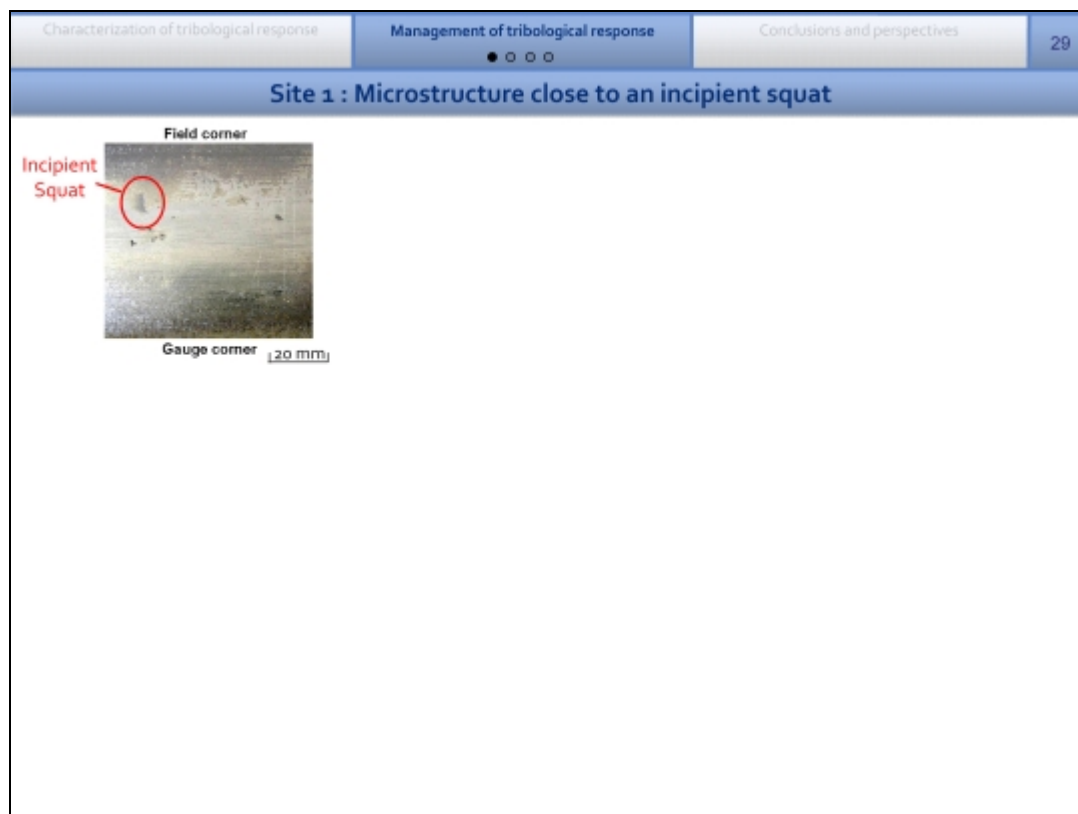 Characterization of tribological response
Management of tribological response
Conclusions and perspectives
29
Site 1 : Microstructure close to an incipient squat
Field corner
Incipient
Squat
Gauge corner
20 mm